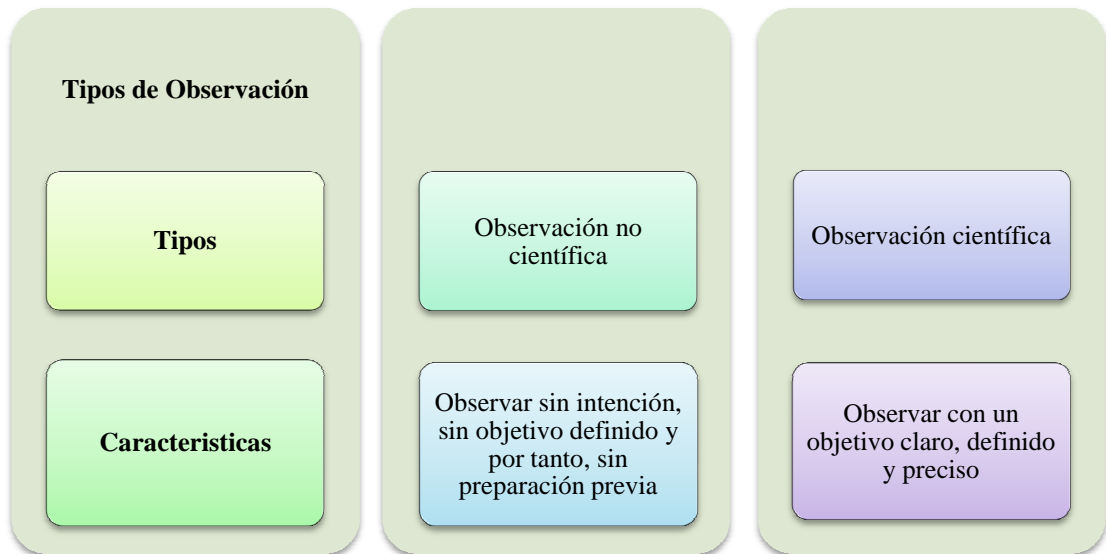 Tipos de Observación
Tipos
Observación no
científica
Observación científica
Caracteristicas
Observar sin intención,
sin objetivo definido y
por tanto, sin
preparación previa
Observar con un
objetivo claro, definido
y preciso